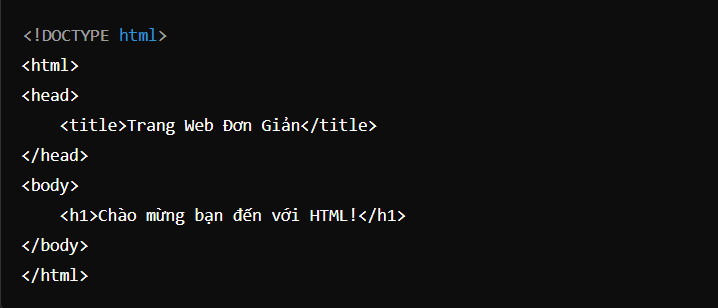 <!DOCTYPE html>
<html>
<head>
    <title>Trang Web Đơn Giản</title>
</head>
<body>
    <h1>Chào mừng bạn đến với HTML!</h1>
</body>
</html>